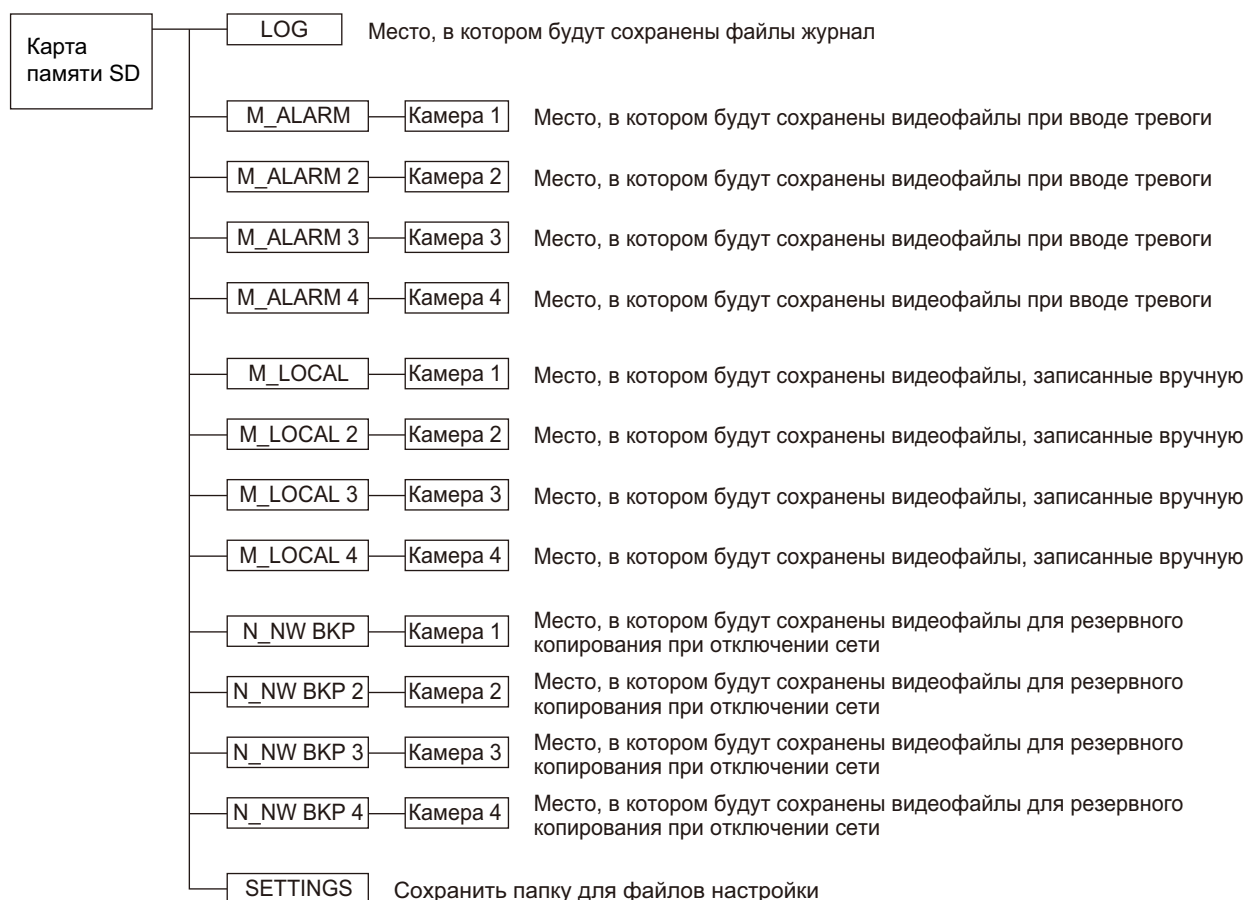 Карта
памяти SD
LOG Место, в котором будут сохранены файлы журнал
M_ALARM Камера 1 Место, в котором будут сохранены видеофайлы при вводе тревоги
M_ALARM 2 Камера 2 Место, в котором будут сохранены видеофайлы при вводе тревоги
M_ALARM 3 Камера 3 Место, в котором будут сохранены видеофайлы при вводе тревоги
M_ALARM 4 Камера 4 Место, в котором будут сохранены видеофайлы при вводе тревоги
M_LOCAL Камера 1 Место, в котором будут сохранены видеофайлы, записанные вручную
M_LOCAL 2 Камера 2 Место, в котором будут сохранены видеофайлы, записанные вручную
M_LOCAL 3 Камера 3 Место, в котором будут сохранены видеофайлы, записанные вручную
M_LOCAL 4 Камера 4 Место, в котором будут сохранены видеофайлы, записанные вручную
N_NW BKP Камера 1 Место, в котором будут сохранены видеофайлы для резервного
копирования при отключении сети
N_NW BKP 2 Камера 2 Место, в котором будут сохранены видеофайлы для резервного
копирования при отключении сети
N_NW BKP 3 Камера 3 Место, в котором будут сохранены видеофайлы для резервного
копирования при отключении сети
N_NW BKP 4 Камера 4 Место, в котором будут сохранены видеофайлы для резервного
копирования при отключении сети
SETTINGS Сохранить папку для файлов настройки